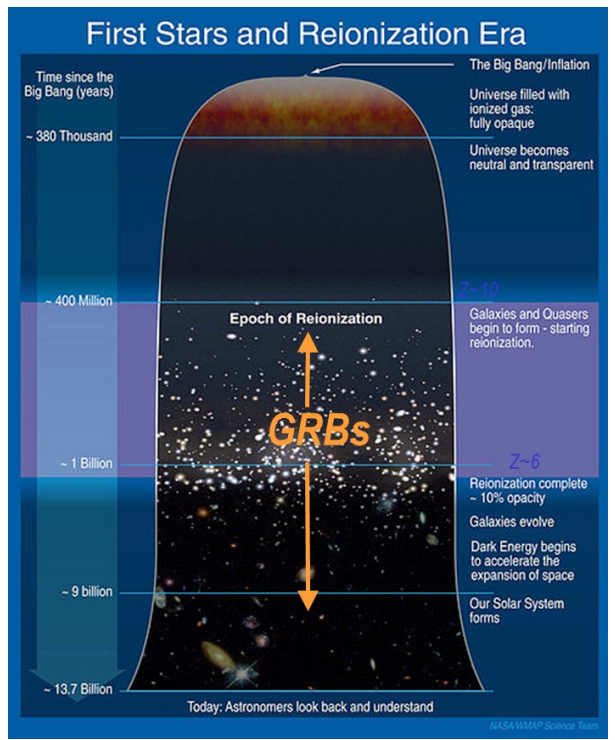 First Stars and Reionization Era
Time since the
Big Bang (years)
The Big Bang/Inflation
Universe filled with
ionized gas:
fully opaque
~ 380 Thousand
Universe becomes
neutral and transparent
Z~10
~ 400 Million
Epoch of Reionization
Galaxies and Quasers
begin to form - starting
reionization.
GRBs
Z~6
~ 1 Billion
Reionization complete
~ 10% opacity
Galaxies evolve
Dark Energy begins
to accelerate the
expansion of space
~ 9 billion
Our Solar System
forms
~ 13.7 Billion
Today: Astronomers look back and understand
NASA/WMAP Science Team